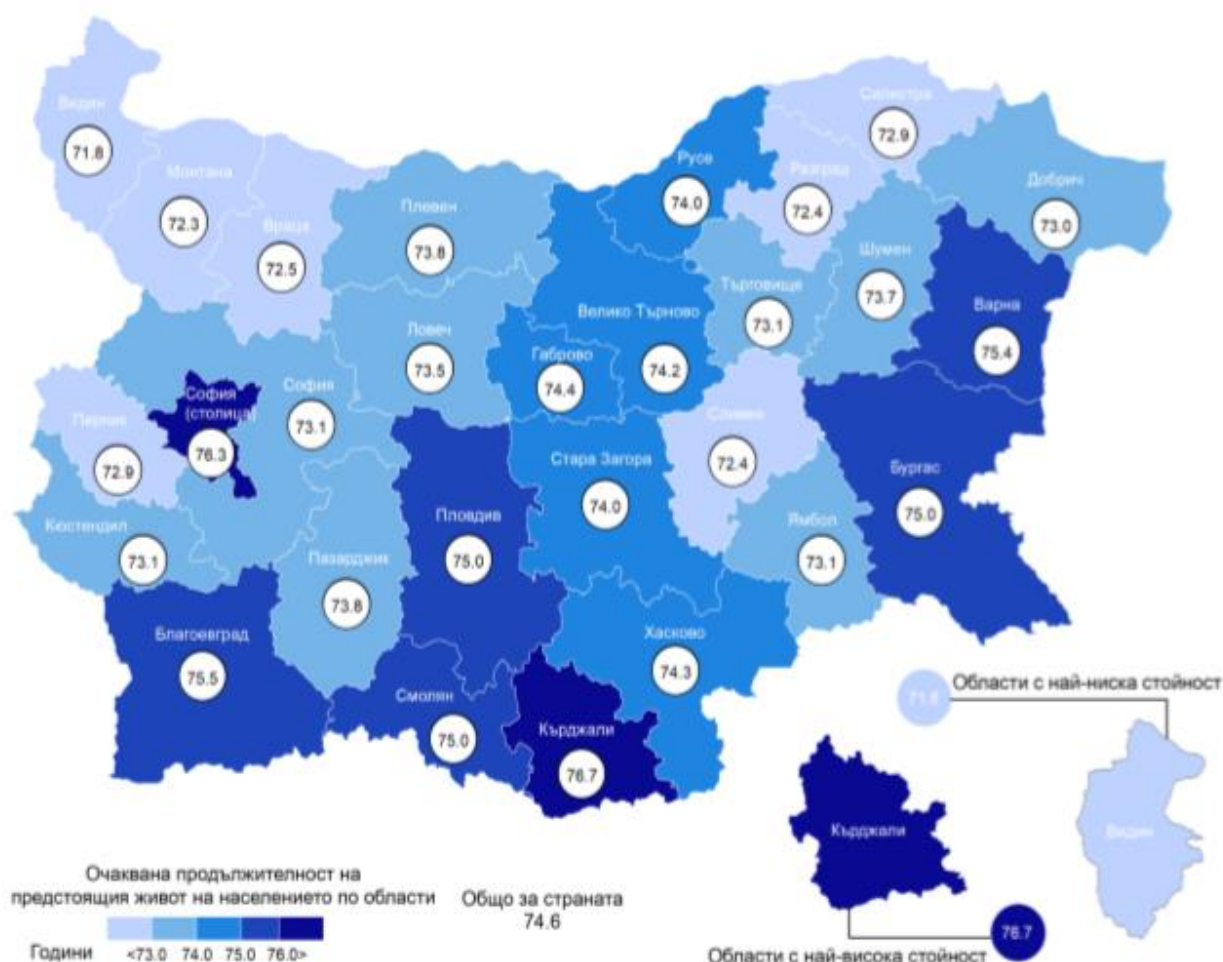 Видин
71.8
Монтана
72.3
Враца
72.5
Плевен
73.8
Ловеч
73.5
Русе
74.0
Силистра
72.9
Разград
72.4
Добрич
73.0
Шумен
73.7
Търговище
73.1
Варна
75.4
Велико Търново
74.2
Габрово
74.4
София
(столица)
76.3
София
73.1
Перник
72.9
Кюстендил
73.1
Сливен
72.4
Бургас
75.0
Стара Загора
74.0
Пловдив
75.0
Ямбол
73.1
Пазарджик
73.8
Благоевград
75.5
Смолян
75.0
Хасково
74.3
Кърджали
76.7
Области с най-ниска стойност
71.8
Видин
Кърджали
76.7
Области с най-висока стойност
Очаквана продължителност на
предстоящия живот на населението по области
Години <73.0 74.0 75.0 76.0>
Общо за страната
74.6